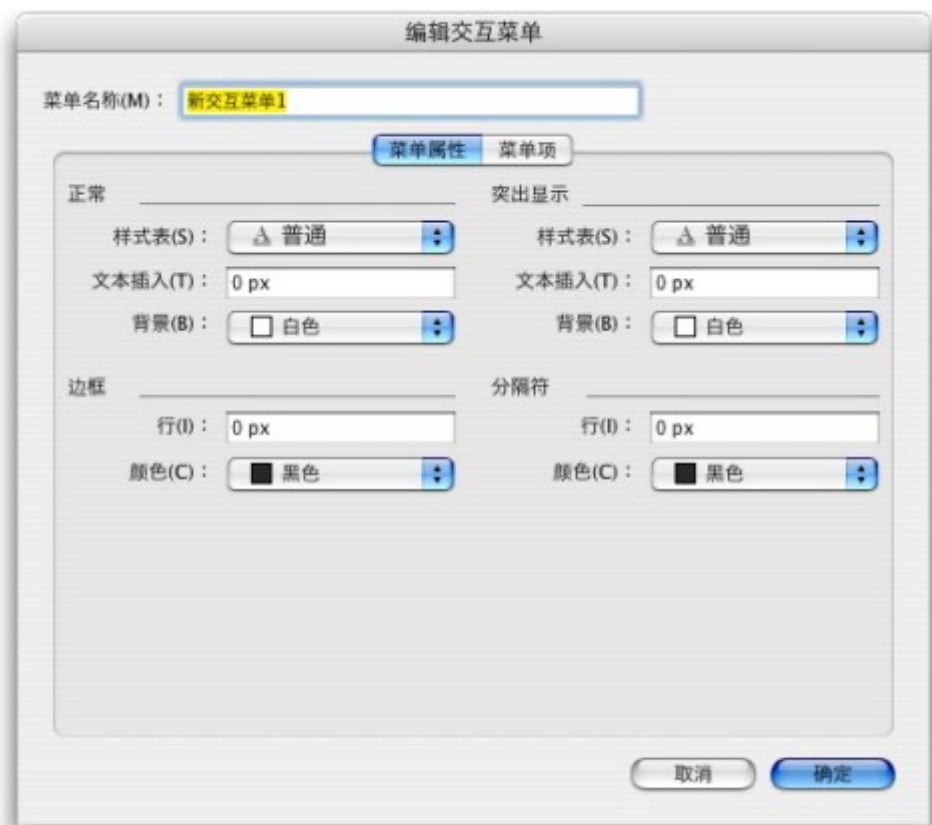 编辑交互菜单
菜单名称(M)： 新交互菜单1
菜单属性 菜单项
正常 突出显示
样式表(S)： A 普通 样式表(S)： A 普通
文本插入(T)： 0 px 文本插入(T)： 0 px
背景(B)： 白色 背景(B)： 白色
边框 分隔符
行(I)： 0 px 行(I)： 0 px
颜色(C)： 黑色 颜色(C)： 黑色
取消 确定